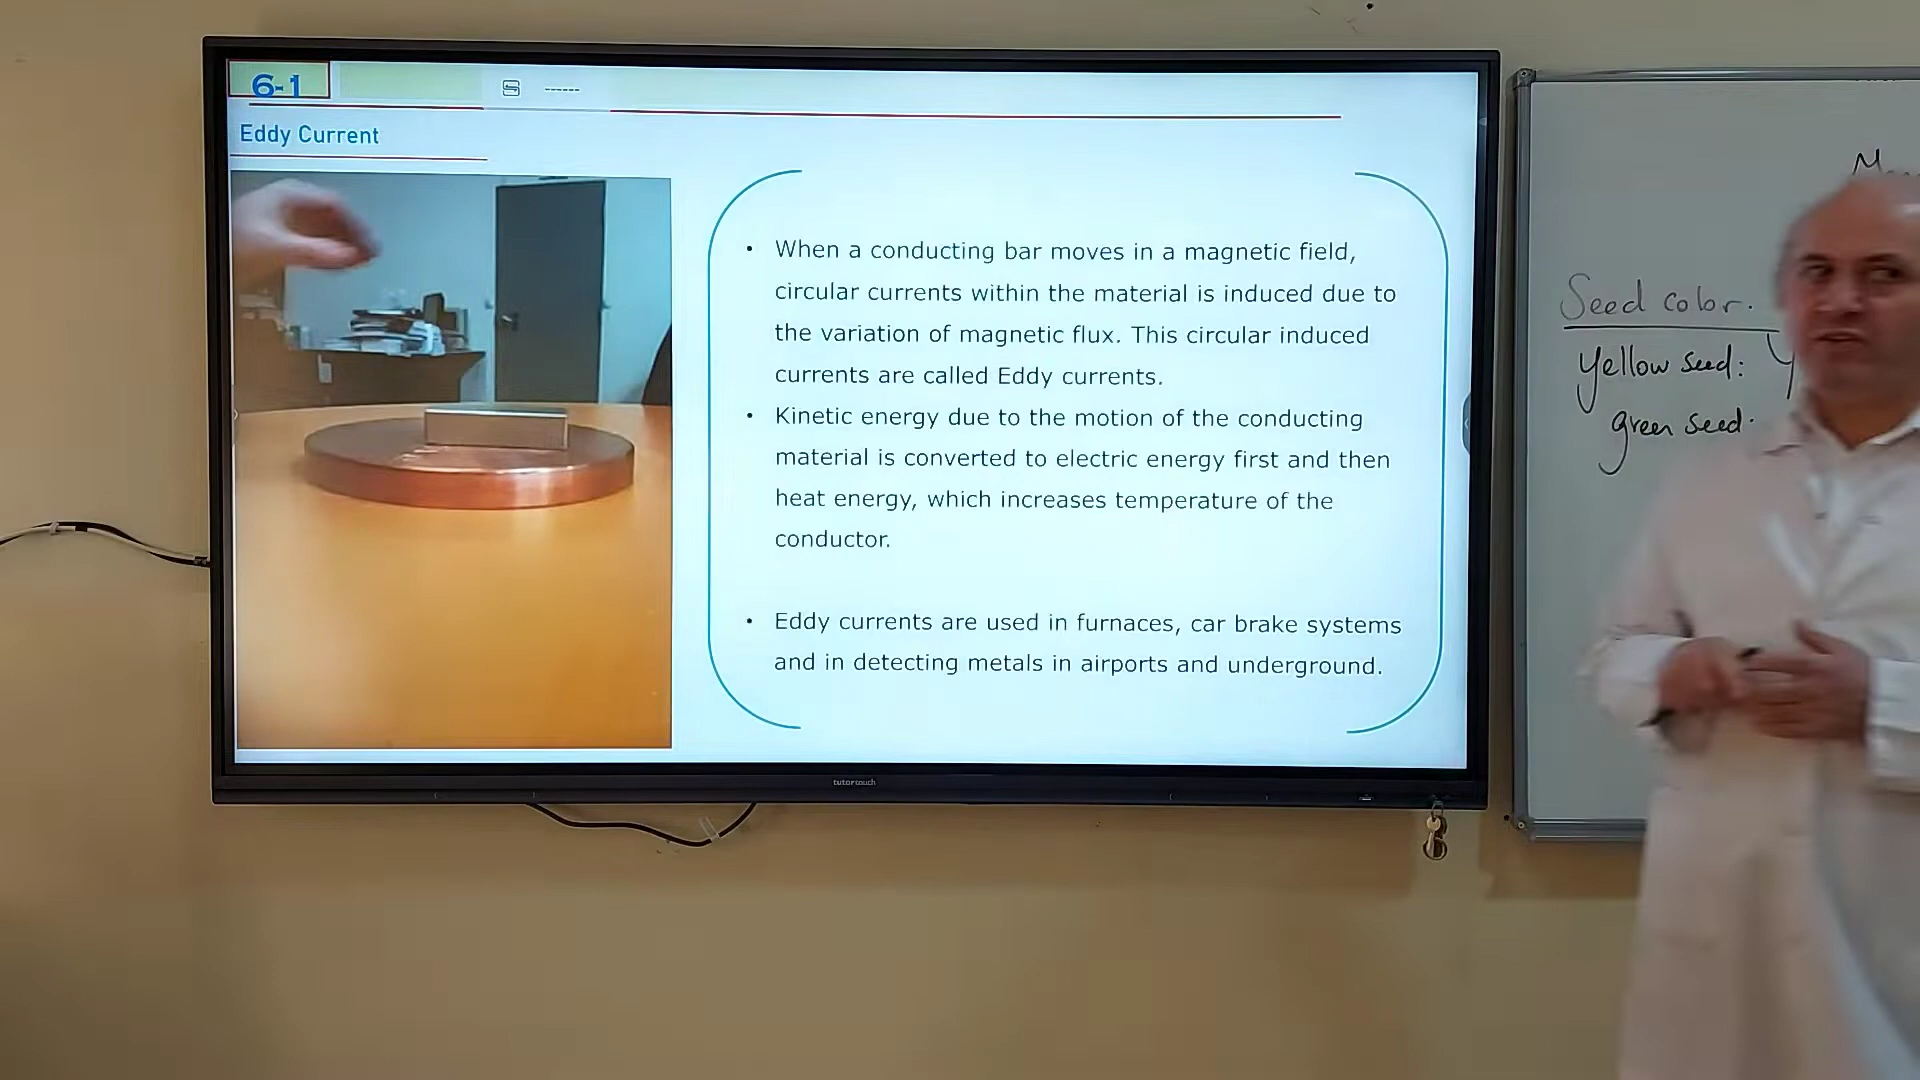 6-1
Eddy Current
• When a conducting bar moves in a magnetic field,
circular currents within the material is induced due to
the variation of magnetic flux. This circular induced
currents are called Eddy currents.
• Kinetic energy due to the motion of the conducting
material is converted to electric energy first and then
heat energy, which increases temperature of the
conductor.
• Eddy currents are used in furnaces, car brake systems
and in detecting metals in airports and underground.
tutortouch
Seed color.
Yellow seed: Y
green seed.